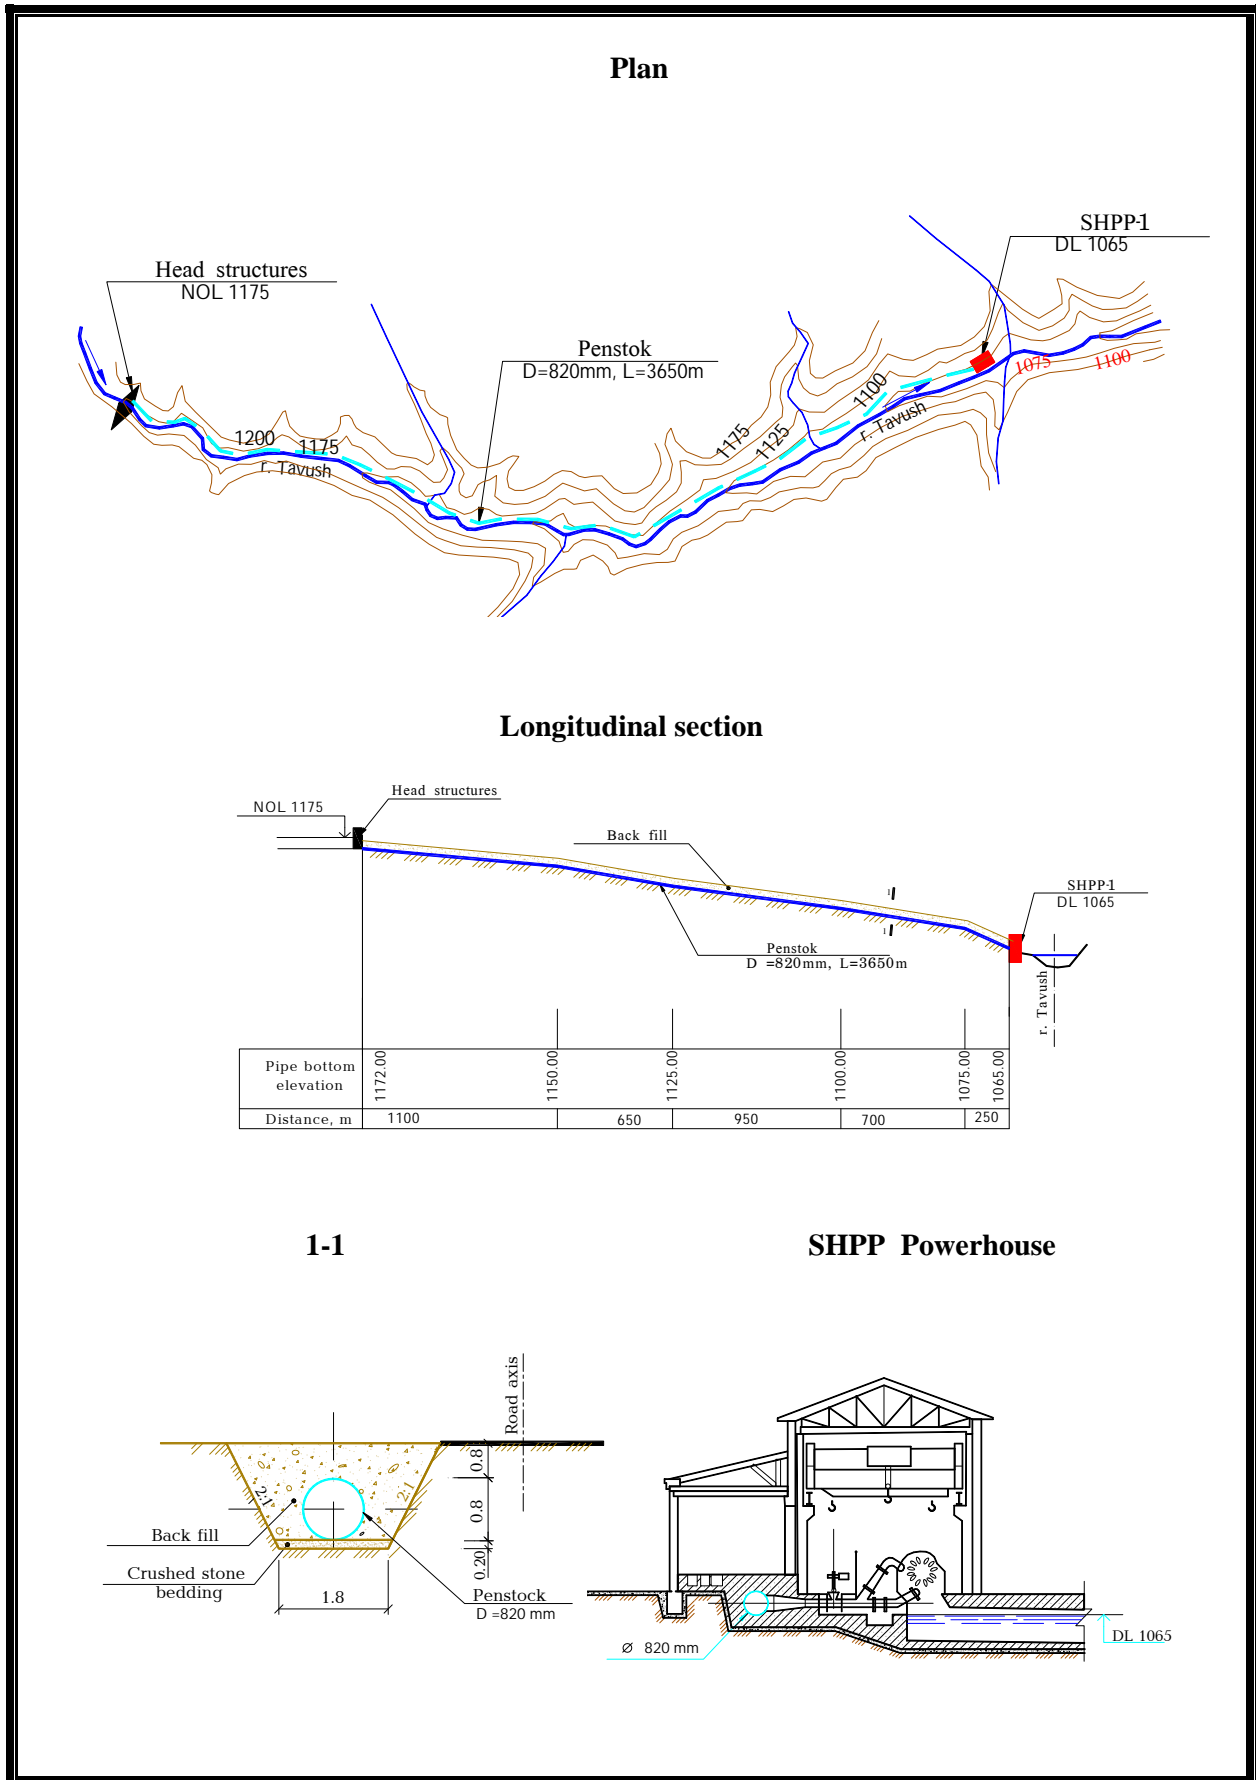 Plan
SHPP-1
DL 1065
Head structures
NOL 1175
Penstok
D=820mm, L=3650m
1075
1100
1100
r. Tavush
1175
1125
1200
1175
r. Tavush
Longitudinal section
Head structures
NOL 1175
Back fill
1
1
SHPP-1
DL 1065
Penstok
D =820mm, L=3650m
r. Tavush
Pipe bottom
elevation
1172.00
1150.00
1125.00
1100.00
1075.00
1065.00
Distance, m
1100
650
950
700
250
1-1
SHPP Powerhouse
Road axis
0.8
0.8
0.20
2:1
2:1
Back fill
Crushed stone
bedding
1.8
Penstock
D =820 mm
Ø 820 mm
DL 1065